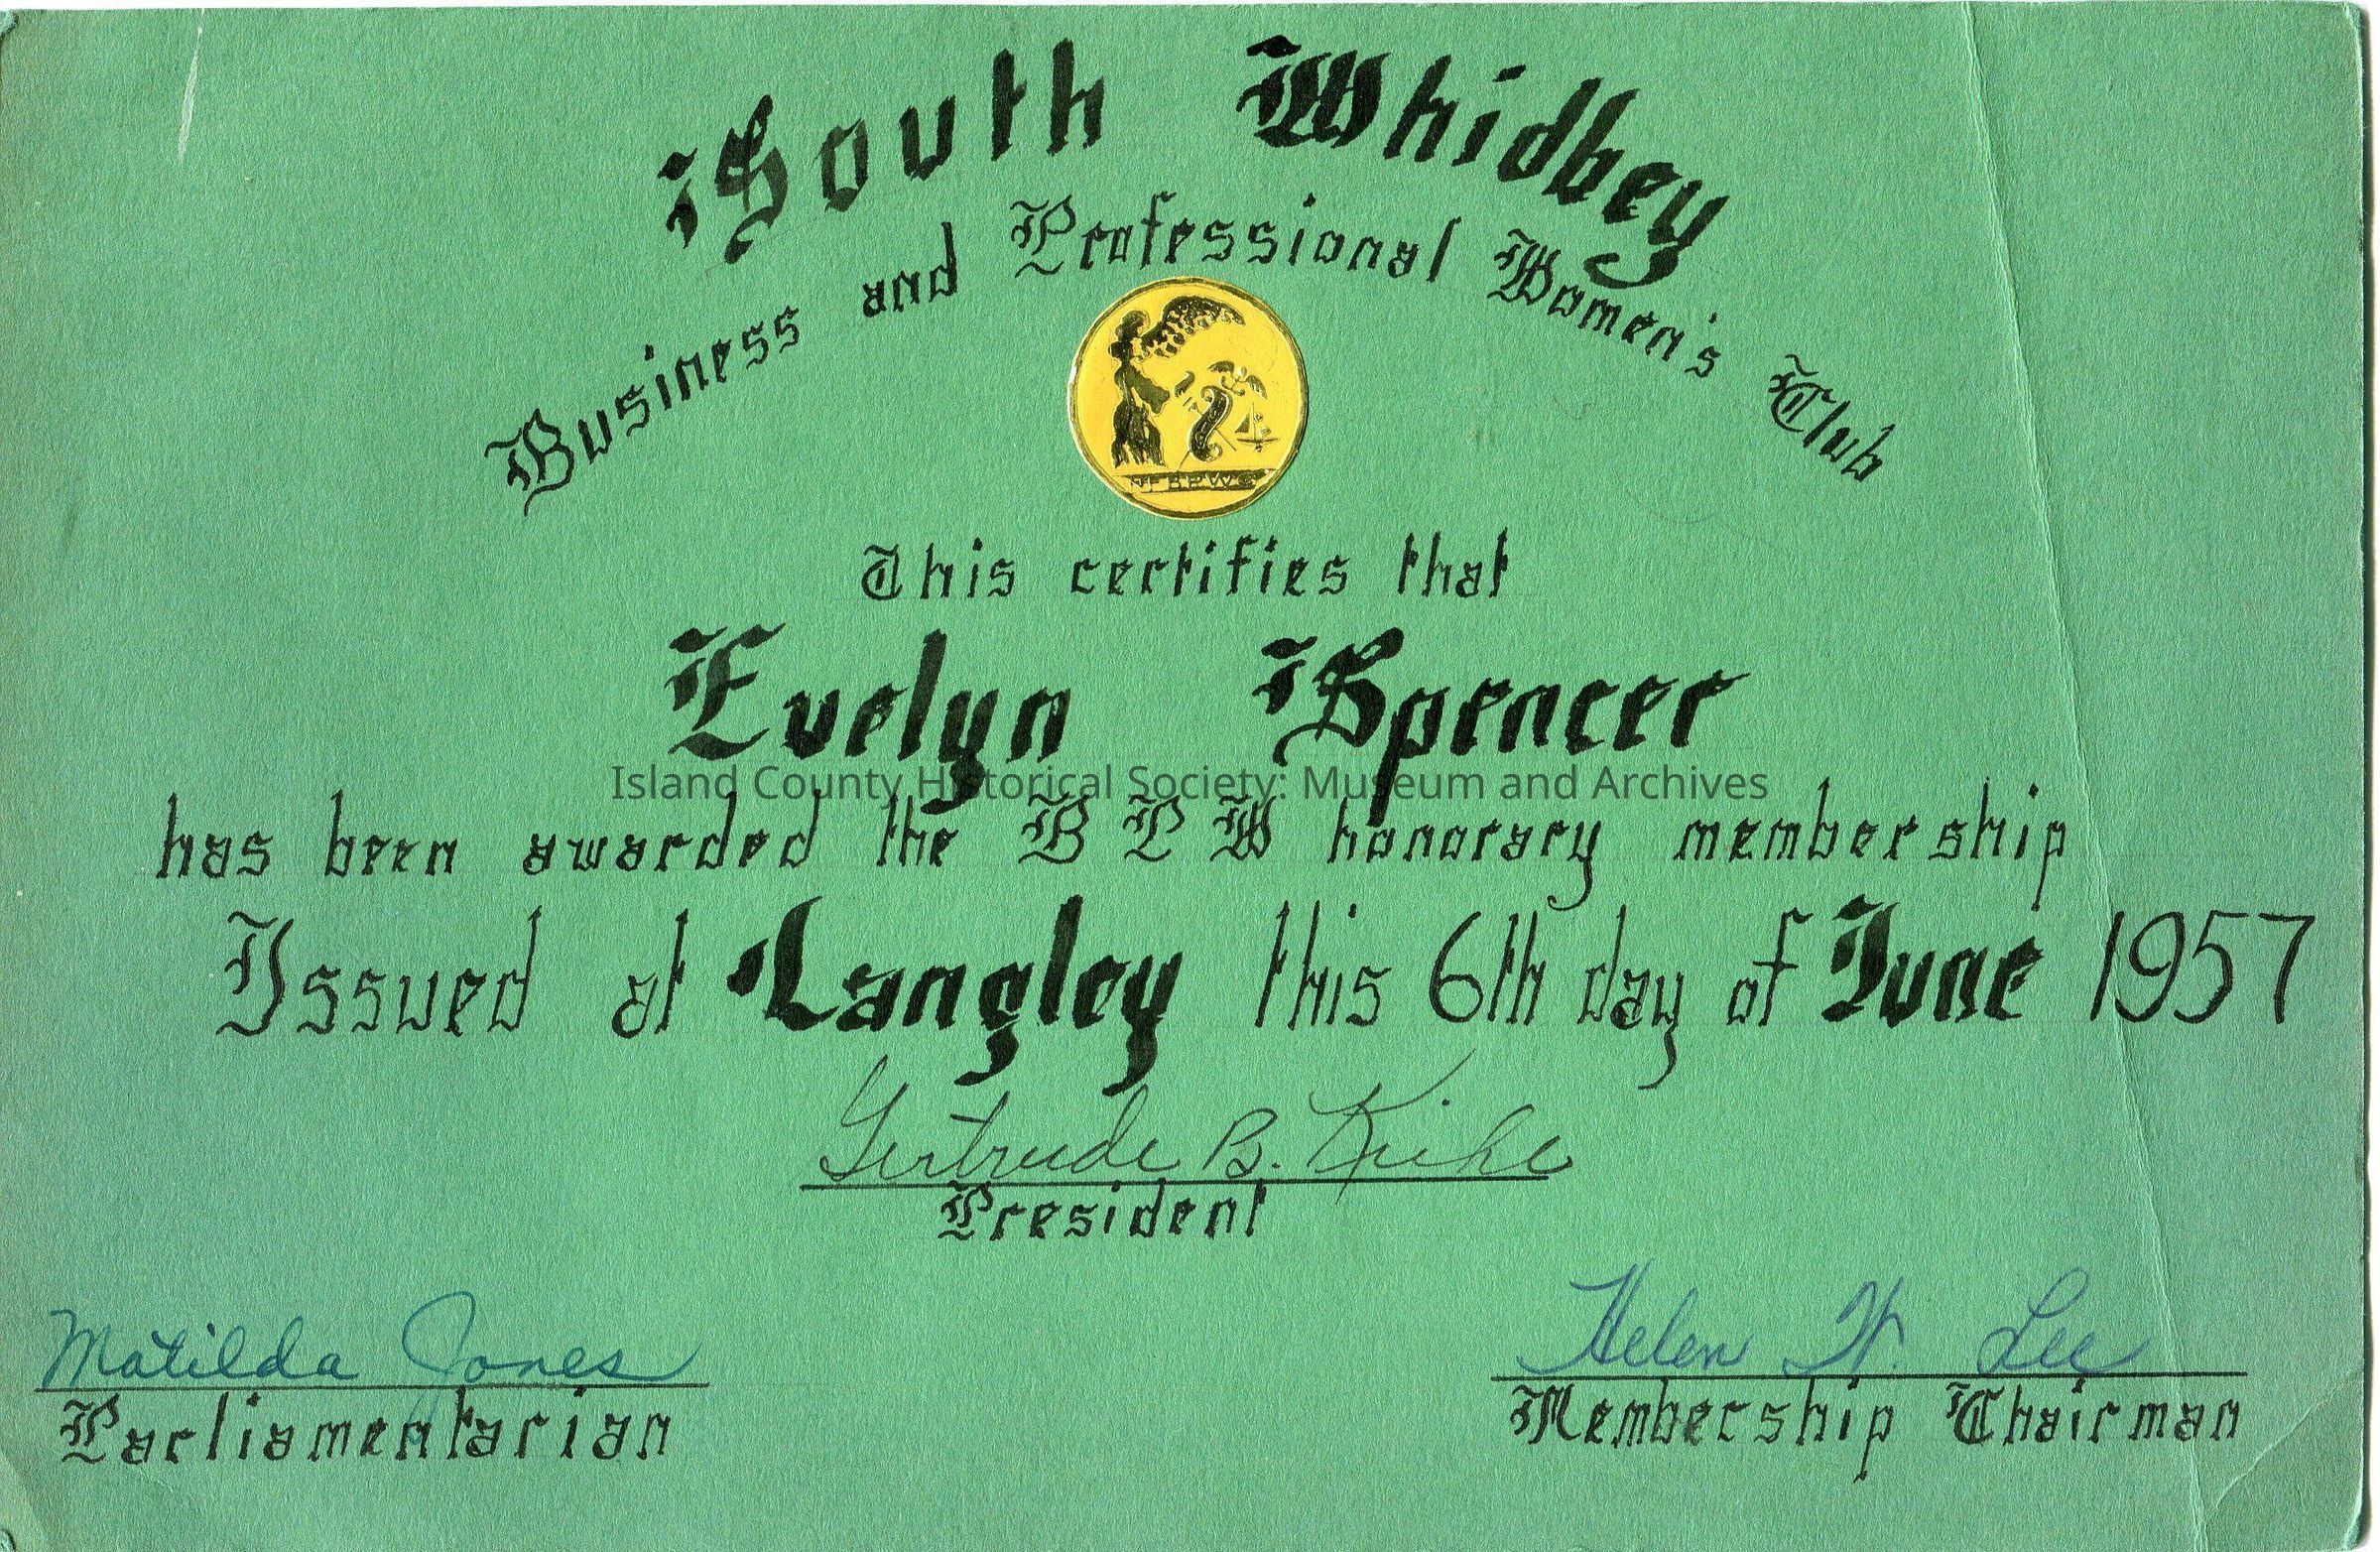 South Whidbey
Business and Professional Women's Club
NFBPWC
This certifies that
Evelyn Spencer
Island County Historical Society: Museum and Archives
has been awarded the B P W honorary membership
Issued at Langley this 6th day of June 1957
Gertrude B.
President
Matilda Jones
Helen W. Lee
Parliamentarian
Membership Chairman